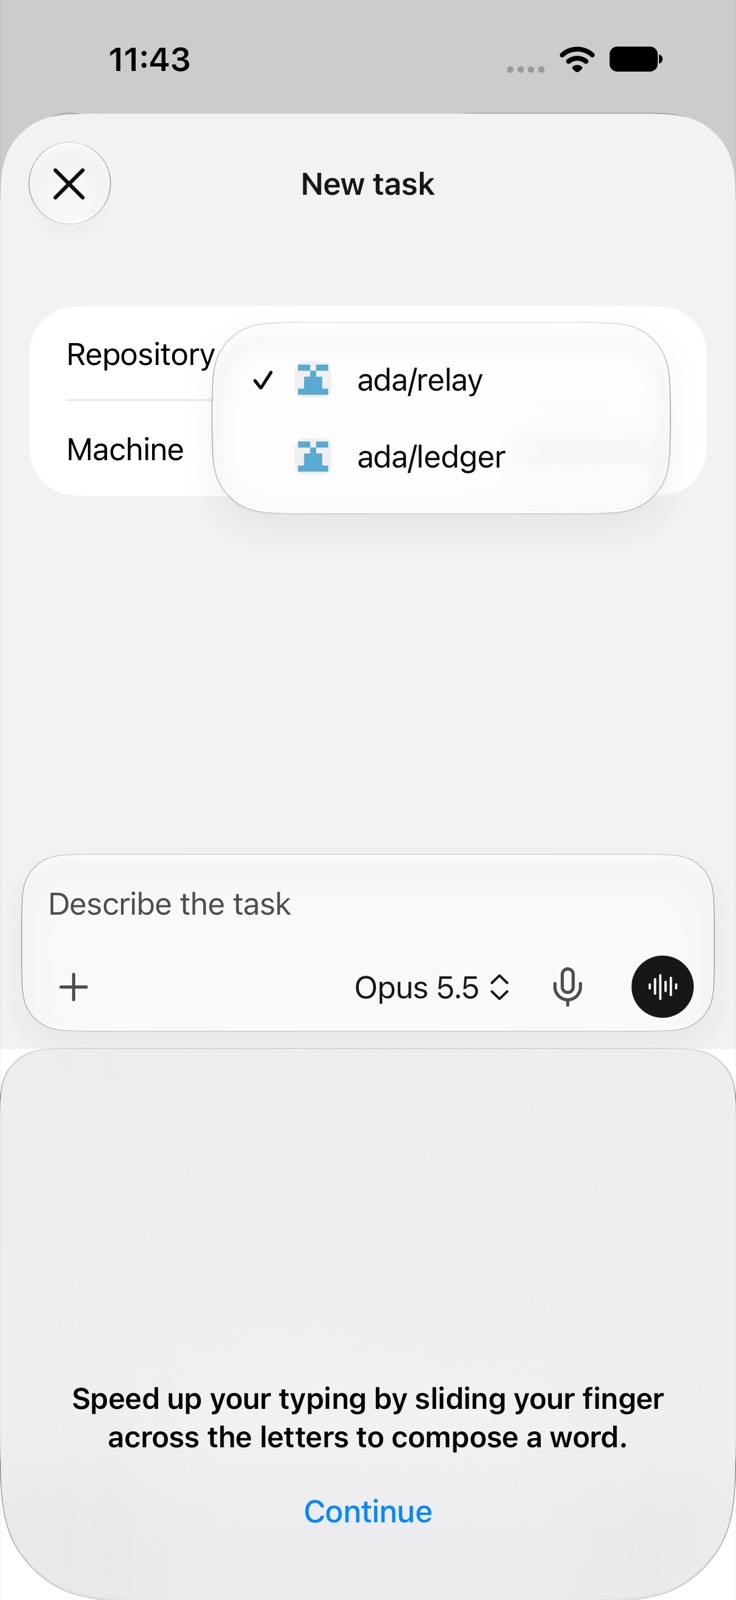 11:43
New task
Repository
ada/relay
Machine
ada/ledger
Describe the task
Opus 5.5
Speed up your typing by sliding your finger
across the letters to compose a word.
Continue